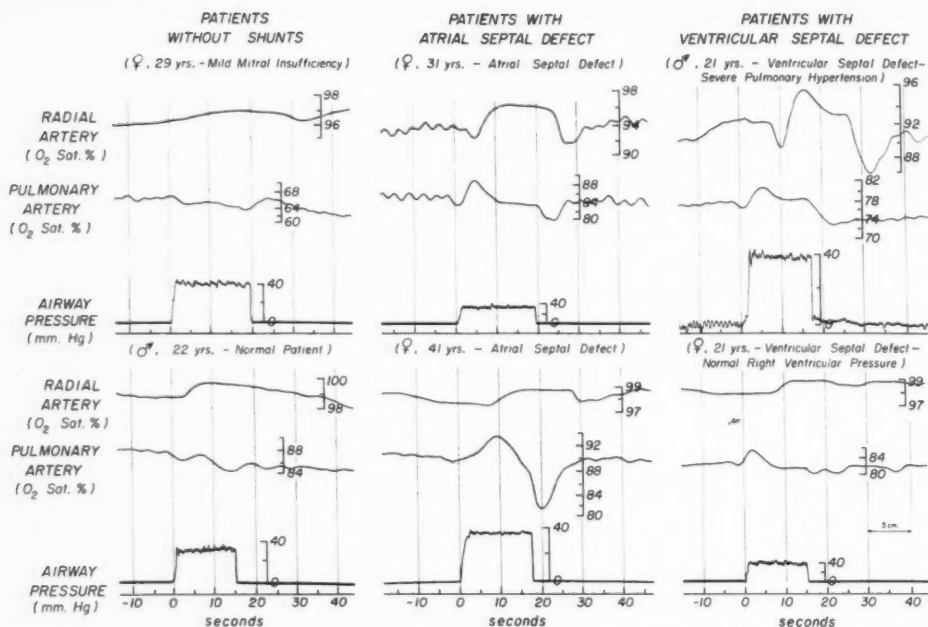 PATIENTS
WITHOUT SHUNTS
PATIENTS WITH
ATRIAL SEPTAL DEFECT
PATIENTS WITH
VENTRICULAR SEPTAL DEFECT
(♀, 29 yrs. - Mild Mitral Insufficiency)
(♀, 31 yrs. - Atrial Septal Defect)
(♂, 21 yrs. - Ventricular Septal Defect-
Severe Pulmonary Hypertension)
RADIAL
ARTERY
(O₂ Sat. %)
98
96
98
94
90
96
92
88
PULMONARY
ARTERY
(O₂ Sat. %)
68
64
60
88
84
80
82
78
74
70
AIRWAY
PRESSURE
(mm. Hg)
40
0
40
0
40
0
(♂, 22 yrs. - Normal Patient)
(♀, 41 yrs. - Atrial Septal Defect)
(♀, 21 yrs. - Ventricular Septal Defect-
Normal Right Ventricular Pressure)
RADIAL
ARTERY
(O₂ Sat. %)
100
98
99
97
99
97
PULMONARY
ARTERY
(O₂ Sat. %)
88
84
92
88
84
80
84
80
5 cm.
AIRWAY
PRESSURE
(mm. Hg)
40
0
40
0
40
0
-10 0 10 20 30 40
-10 0 10 20 30 40
-10 0 10 20 30 40
seconds
seconds
seconds